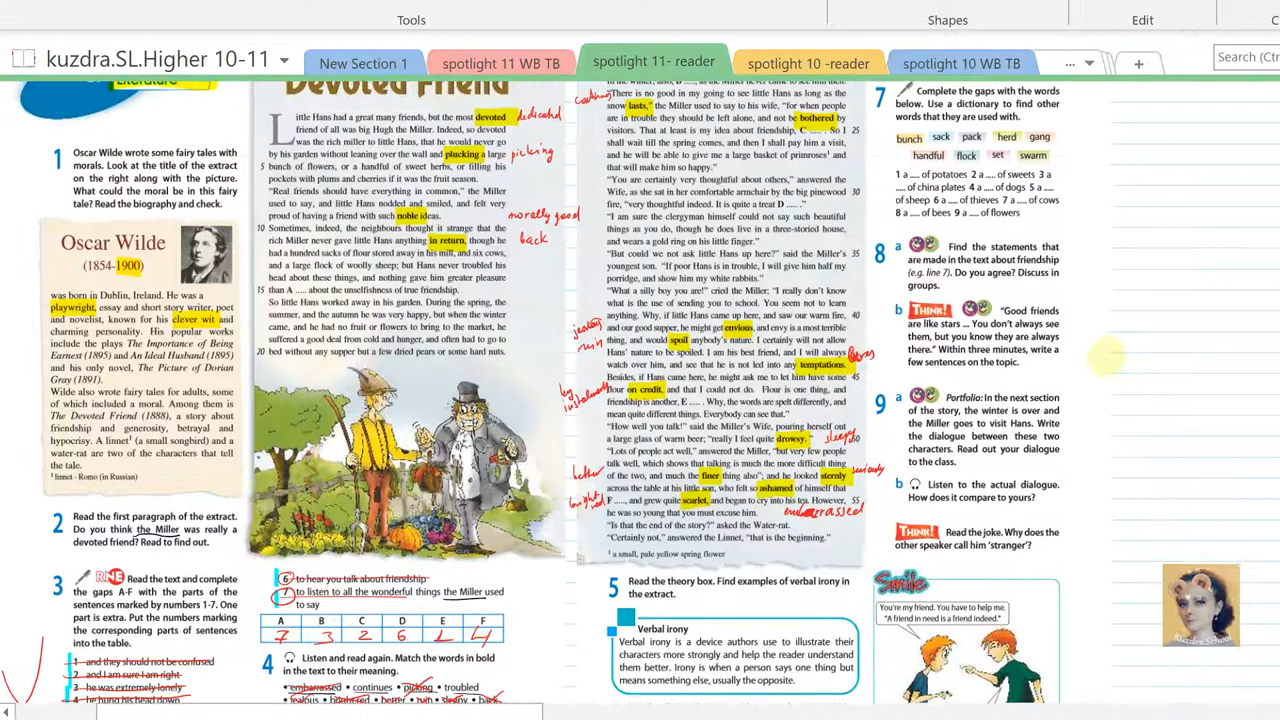 Tools
Shapes
Edit
kuzdra.SL.Higher 10-11
New Section 1
spotlight 11 WB TB
spotlight 11- reader
spotlight 10 -reader
spotlight 10 WB TB
...
+
Search (Ctrl
Literature
Devoted Friend
1 Oscar Wilde wrote some fairy tales with
morals. Look at the title of the extract
on the right along with the picture.
What could the moral be in this fairy
tale? Read the biography and check.
Oscar Wilde
(1854-1900)
was born in Dublin, Ireland. He was a
playwright, essay and short story writer, poet
and novelist, known for his clever wit and
charming personality. His popular works
include the plays The Importance of Being
Earnest (1895) and An Ideal Husband (1895)
and his only novel, The Picture of Dorian
Gray (1891).
Wilde also wrote fairy tales for adults, some
of which included a moral. Among them is
The Devoted Friend (1888), a story about
friendship and generosity, betrayal and
hypocrisy. A linnet¹ (a small songbird) and a
water-rat are two of the characters that tell
the tale.
¹ linnet - Romo (in Russian)
2 Read the first paragraph of the extract.
Do you think the Miller was really a
devoted friend? Read to find out.
3 RNE Read the text and complete
the gaps A-F with the parts of the
sentences marked by numbers 1-7. One
part is extra. Put the numbers marking
the corresponding parts of sentences
into the table.
1 and they should not be confused
2 and I am sure I am right
3 he was extremely lonely
4 he hung his head down
Little Hans had a great many friends, but the most devoted dedicated
friend of all was big Hugh the Miller. Indeed, so devoted
was the rich miller to little Hans, that he would never go
by his garden without leaning over the wall and plucking a large picking
5 bunch of flowers, or a handful of sweet herbs, or filling his
pockets with plums and cherries if it was the fruit season.
“Real friends should have everything in common,” the Miller
used to say, and little Hans nodded and smiled, and felt very
proud of having a friend with such noble ideas. morally good
10 Sometimes, indeed, the neighbours thought it strange that the
rich Miller never gave little Hans anything in return, though he back
had a hundred sacks of flour stored away in his mill, and six cows,
and a large flock of woolly sheep; but Hans never troubled his
head about these things, and nothing gave him greater pleasure
15 than A ..... about the unselfishness of true friendship.
So little Hans worked away in his garden. During the spring, the
summer, and the autumn he was very happy, but when the winter
came, and he had no fruit or flowers to bring to the market, he
suffered a good deal from cold and hunger, and often had to go to
20 bed without any supper but a few dried pears or some hard nuts.
6 to hear you talk about friendship
7 to listen to all the wonderful things the Miller used
to say
A B C D E F
7 3 2 6 1 4
4 Listen and read again. Match the words in bold
in the text to their meaning.
• embarrassed • continues • picking • troubled
• jealous • bothered • better • ruin • sleepy • back
“There is no good in my going to see little Hans as long as the
snow lasts,” the Miller used to say to his wife, “for when people
are in trouble they should be left alone, and not be bothered by
visitors. That at least is my idea about friendship, C ..... . So I 25
shall wait till the spring comes, and then I shall pay him a visit,
and he will be able to give me a large basket of primroses¹ and
that will make him so happy.”
“You are certainly very thoughtful about others,” answered the
Wife, as she sat in her comfortable armchair by the big pinewood 30
fire, “very thoughtful indeed. It is quite a treat D ..... .”
“I am sure the clergyman himself could not say such beautiful
things as you do, though he does live in a three-storied house,
and wears a gold ring on his little finger.”
“But could we not ask little Hans up here?” said the Miller's 35
youngest son. “If poor Hans is in trouble, I will give him half my
porridge, and show him my white rabbits.”
“What a silly boy you are!” cried the Miller; “I really don't know
what is the use of sending you to school. You seem not to learn
anything. Why, if little Hans came up here, and saw our warm fire, 40
and our good supper, he might get envious, and envy is a most terrible
jealous
thing, and would spoil anybody's nature. I certainly will not allow
ruin
Hans' nature to be spoiled. I am his best friend, and I will always
watch over him, and see that he is not led into any temptations.
Besides, if Hans came here, he might ask me to let him have some 45
flour on credit, and that I could not do. Flour is one thing, and
friendship is another, E ..... . Why, the words are spelt differently, and
mean quite different things. Everybody can see that.”
“How well you talk!” said the Miller's Wife, pouring herself out
a large glass of warm beer; “really I feel quite drowsy.” sleepy 50
“Lots of people act well,” answered the Miller, “but very few people
talk well, which shows that talking is much the more difficult thing
better
of the two, and much the finer thing also”; and he looked sternly seriously
across the table at his little son, who felt so ashamed of himself that
F ....., and grew quite scarlet, and began to cry into his tea. However, 55
bright red
he was so young that you must excuse him. embarrassed
“Is that the end of the story?” asked the Water-rat.
“Certainly not,” answered the Linnet, “that is the beginning.”
¹ a small, pale yellow spring flower
5 Read the theory box. Find examples of verbal irony in
the extract.
Verbal irony
Verbal irony is a device authors use to illustrate their
characters more strongly and help the reader understand
them better. Irony is when a person says one thing but
means something else, usually the opposite.
7 Complete the gaps with the words
below. Use a dictionary to find other
words that they are used with.
bunch sack pack herd gang
handful flock set swarm
1 a ..... of potatoes 2 a ..... of sweets 3 a
..... of china plates 4 a ..... of dogs 5 a .....
of sheep 6 a ..... of thieves 7 a ..... of cows
8 a ..... of bees 9 a ..... of flowers
8 a Find the statements that
are made in the text about friendship
(e.g. line 7). Do you agree? Discuss in
groups.
b THINK! “Good friends
are like stars ... You don't always see
them, but you know they are always
there.” Within three minutes, write a
few sentences on the topic.
9 a Portfolio: In the next section
of the story, the winter is over and
the Miller goes to visit Hans. Write
the dialogue between these two
characters. Read out your dialogue
to the class.
b Listen to the actual dialogue.
How does it compare to yours?
THINK! Read the joke. Why does the
other speaker call him 'stranger'?
Smile
You're my friend. You have to help me.
“A friend in need is a friend indeed.”
Kuzdra School